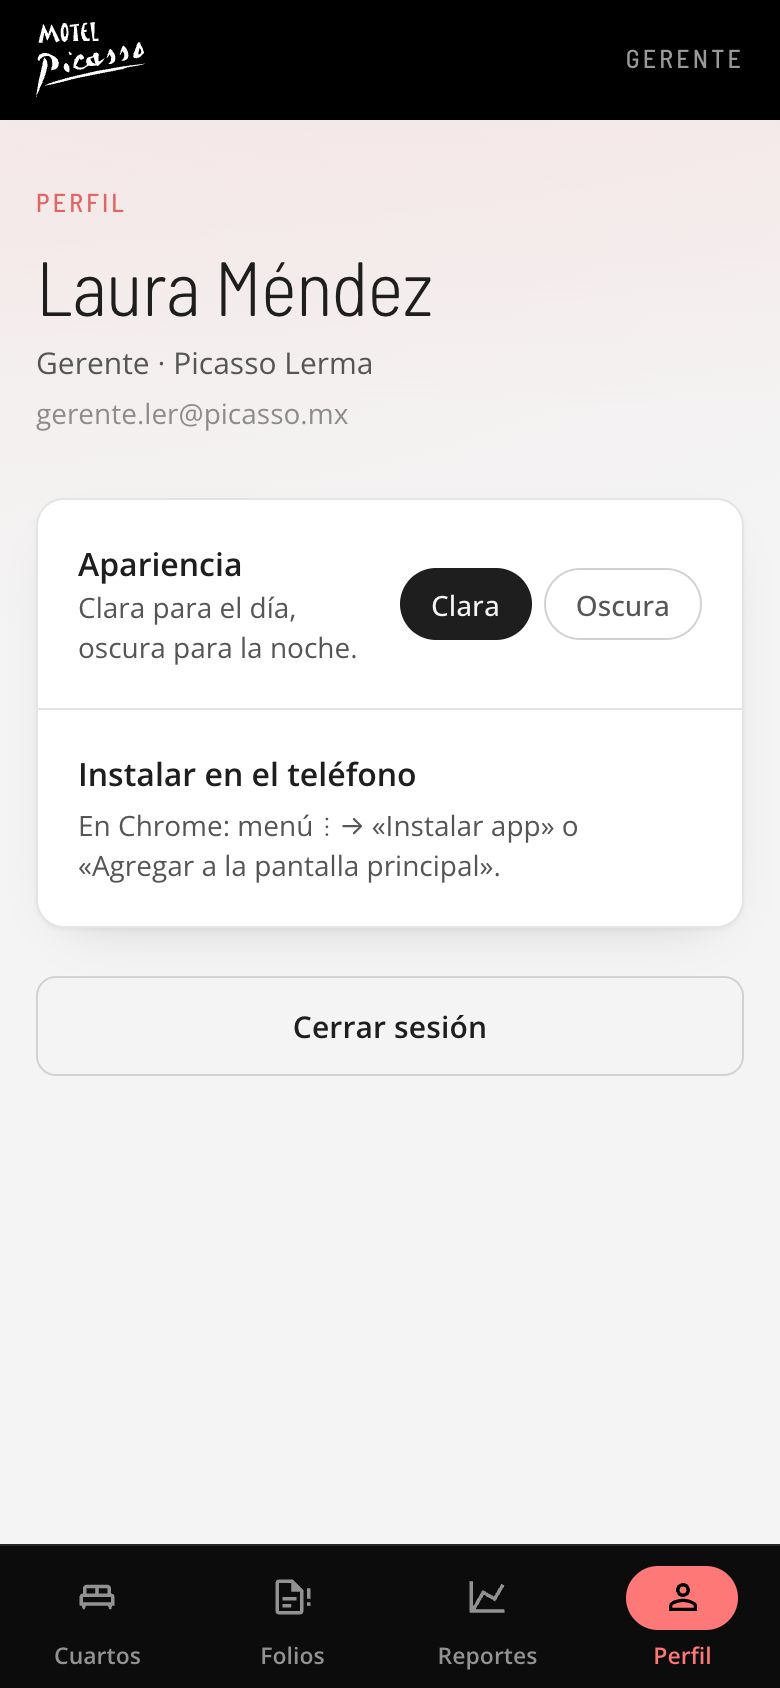 MOTEL
Picasso
GERENTE
PERFIL
Laura Méndez
Gerente · Picasso Lerma
gerente.ler@picasso.mx
Apariencia
Clara para el día,
oscura para la noche.
Clara
Oscura
Instalar en el teléfono
En Chrome: menú ⋮ → «Instalar app» o
«Agregar a la pantalla principal».
Cerrar sesión
Cuartos
Folios
Reportes
Perfil